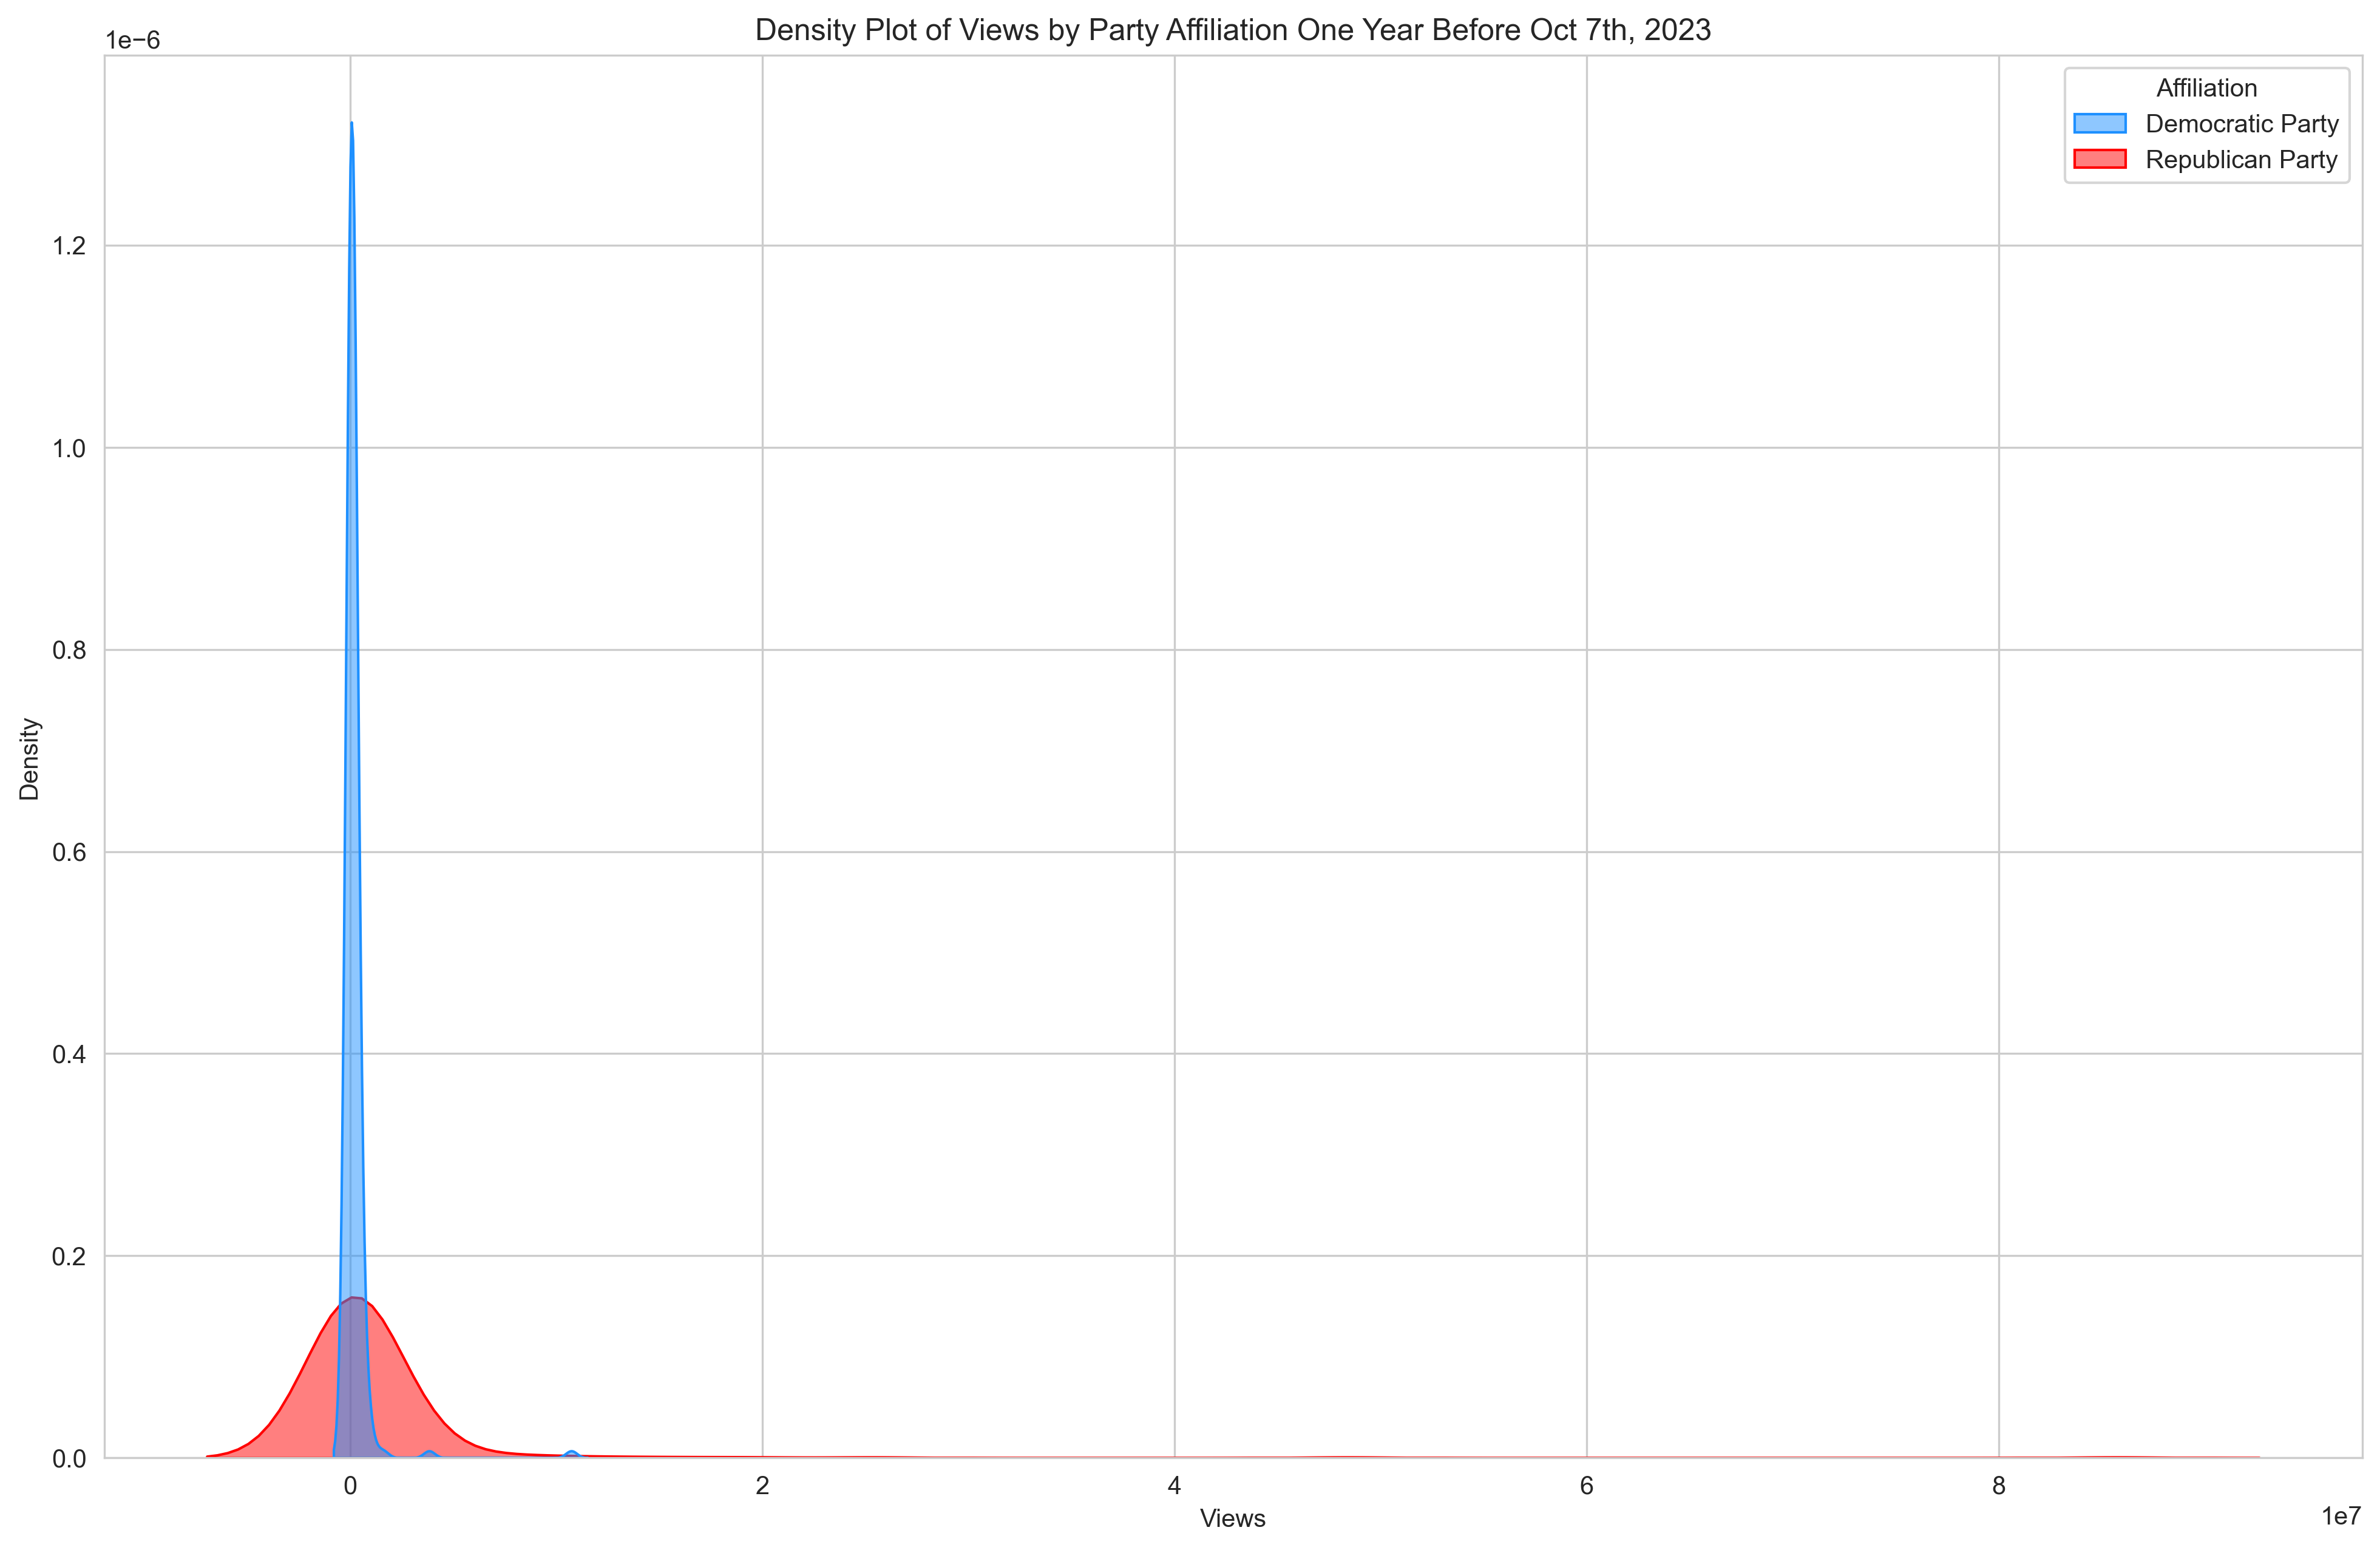 Density Plot of Views by Party Affiliation One Year Before Oct 7th, 2023
1e−6
Affiliation
Democratic Party
Republican Party
1.2
1.0
0.8
0.6
0.4
0.2
0.0
Density
0 2 4 6 8
Views
1e7